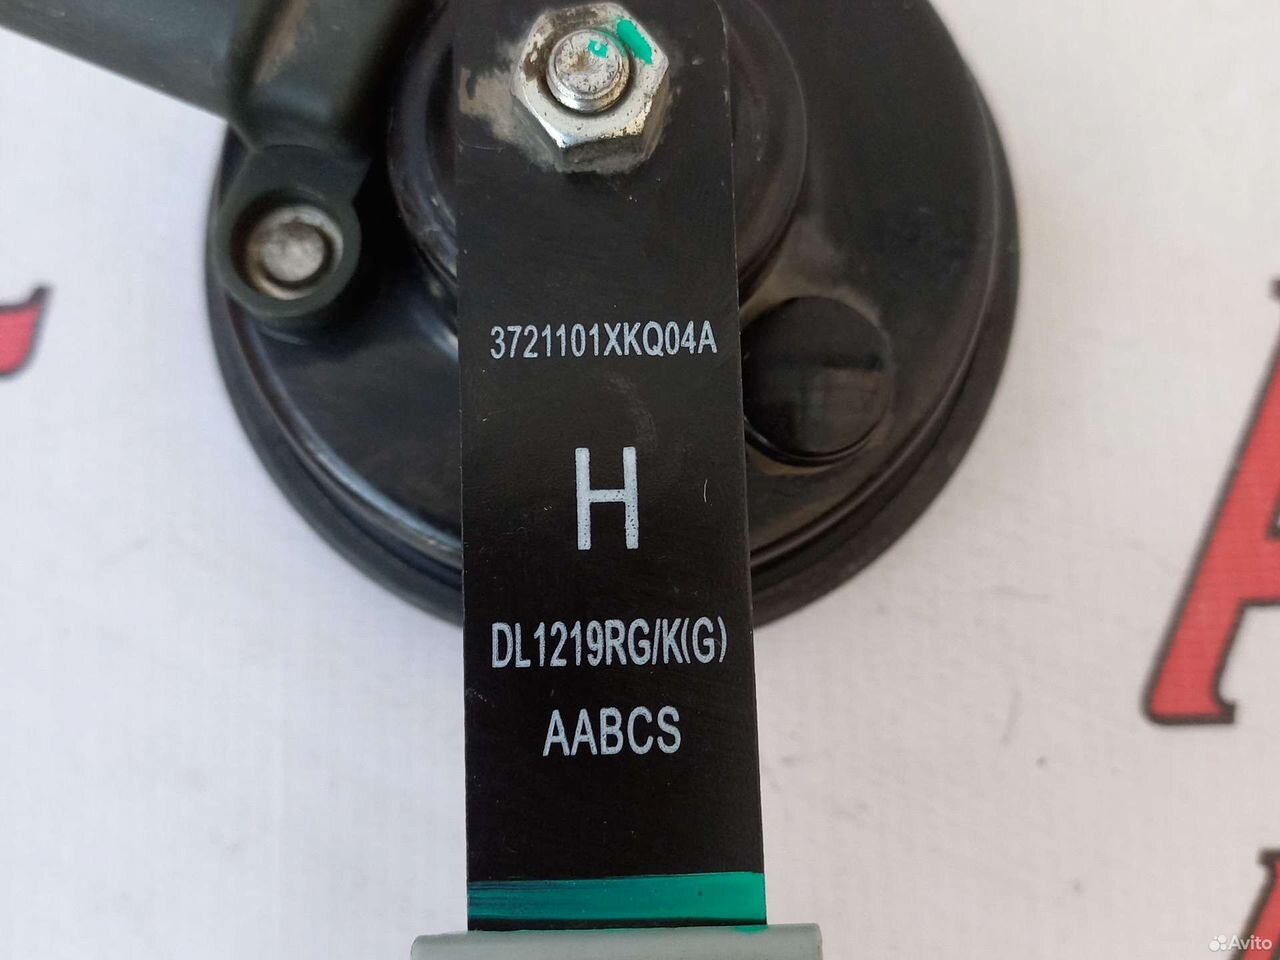 3721101XKQ04A
H
DL1219RG/K(G)
AABCS
Avito